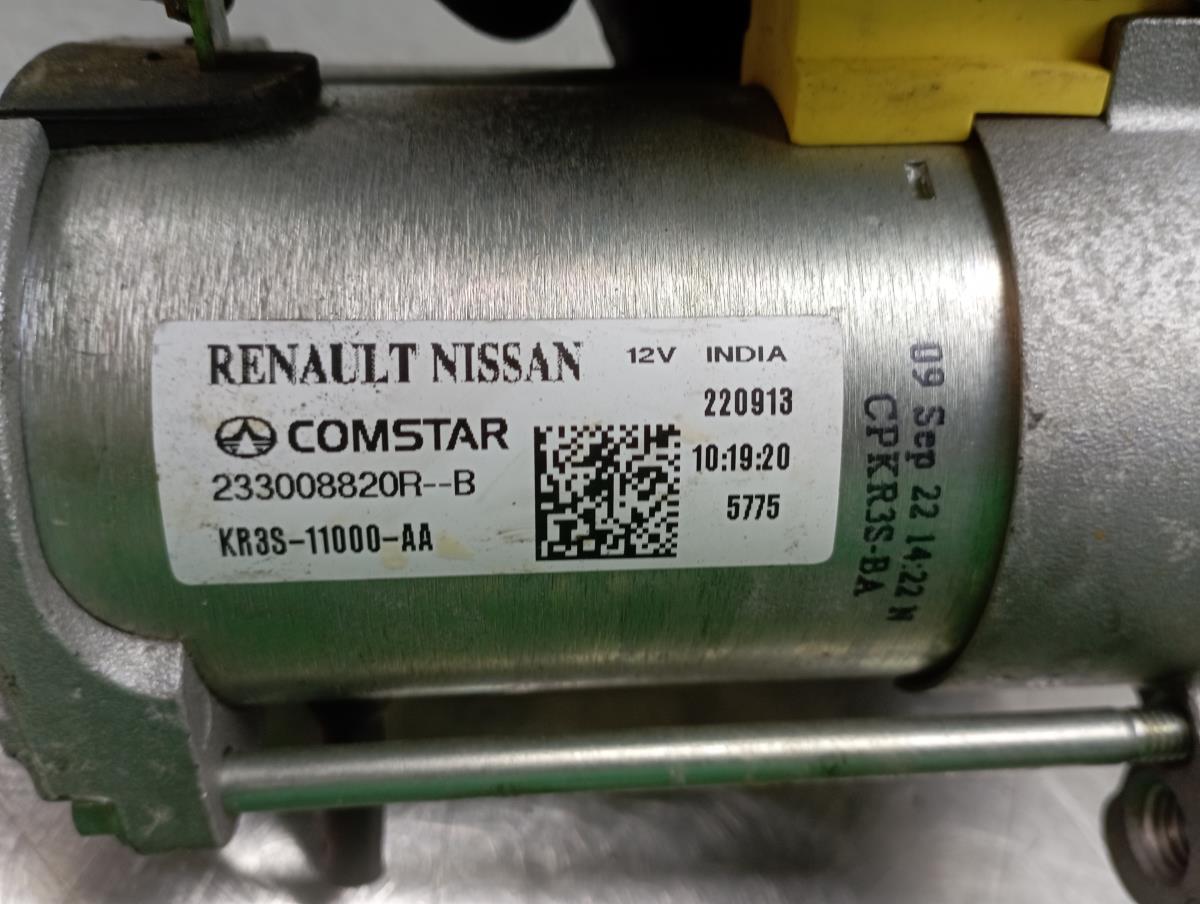 RENAULT NISSAN 12V INDIA
220913
COMSTAR
10:19:20
233008820R--B
5775
KR3S-11000-AA
09 Sep 22 14:22 N
CPKR3S-BA